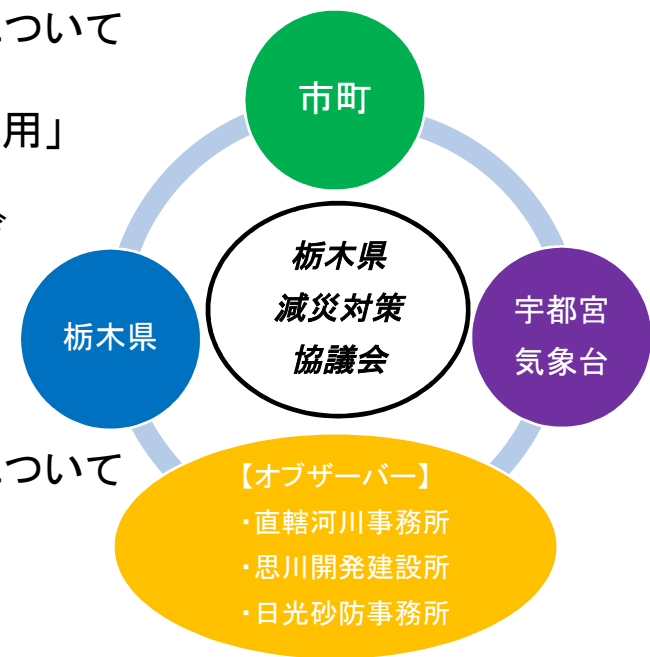 ついて
用」
市町
栃木県
減災対策
協議会
栃木県
宇都宮
気象台
ついて
【オブザーバー】
・直轄河川事務所
・思川開発建設所
・日光砂防事務所